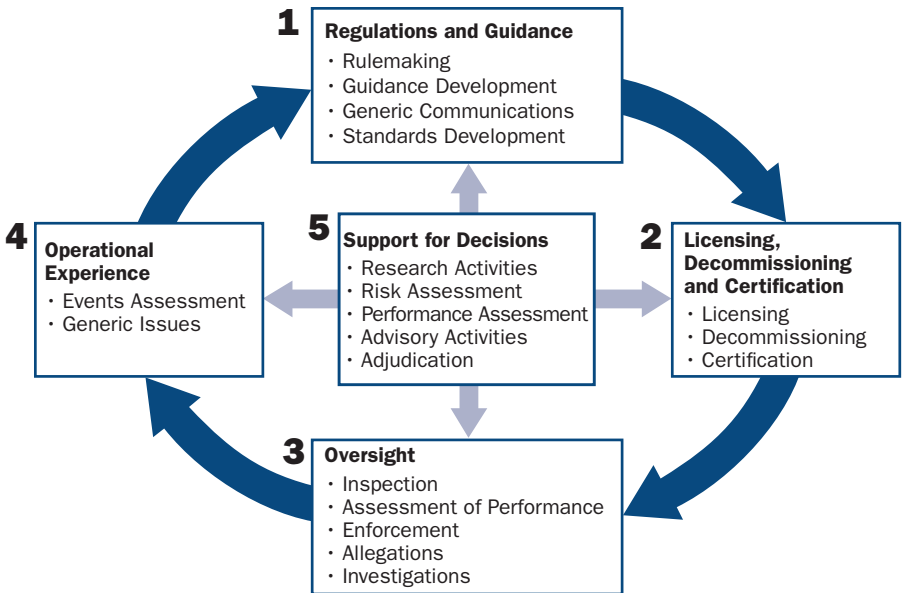 1
Regulations and Guidance
· Rulemaking
· Guidance Development
· Generic Communications
· Standards Development
2
Licensing,
Decommissioning
and Certification
· Licensing
· Decommissioning
· Certification
3
Oversight
· Inspection
· Assessment of Performance
· Enforcement
· Allegations
· Investigations
4
Operational
Experience
· Events Assessment
· Generic Issues
5
Support for Decisions
· Research Activities
· Risk Assessment
· Performance Assessment
· Advisory Activities
· Adjudication